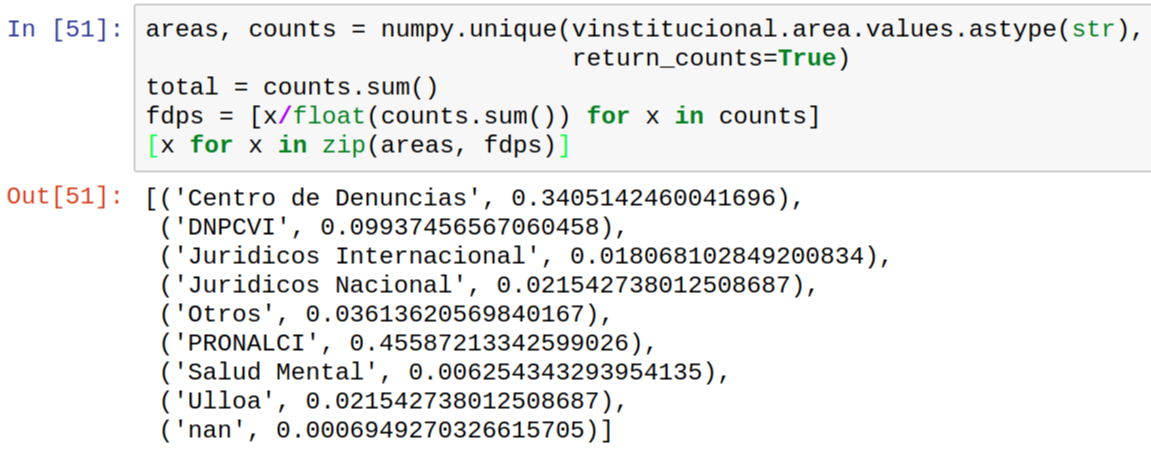 In [51]: areas, counts = numpy.unique(vinstitucional.area.values.astype(str),
return_counts=True)
total = counts.sum()
fdps = [x/float(counts.sum()) for x in counts]
[x for x in zip(areas, fdps)]
Out[51]: [('Centro de Denuncias', 0.3405142460041696),
('DNPCVI', 0.09937456567060458),
('Juridicos Internacional', 0.018068102849200834),
('Juridicos Nacional', 0.021542738012508687),
('Otros', 0.03613620569840167),
('PRONALCI', 0.45587213342599026),
('Salud Mental', 0.006254343293954135),
('Ulloa', 0.021542738012508687),
('nan', 0.0006949270326615705)]